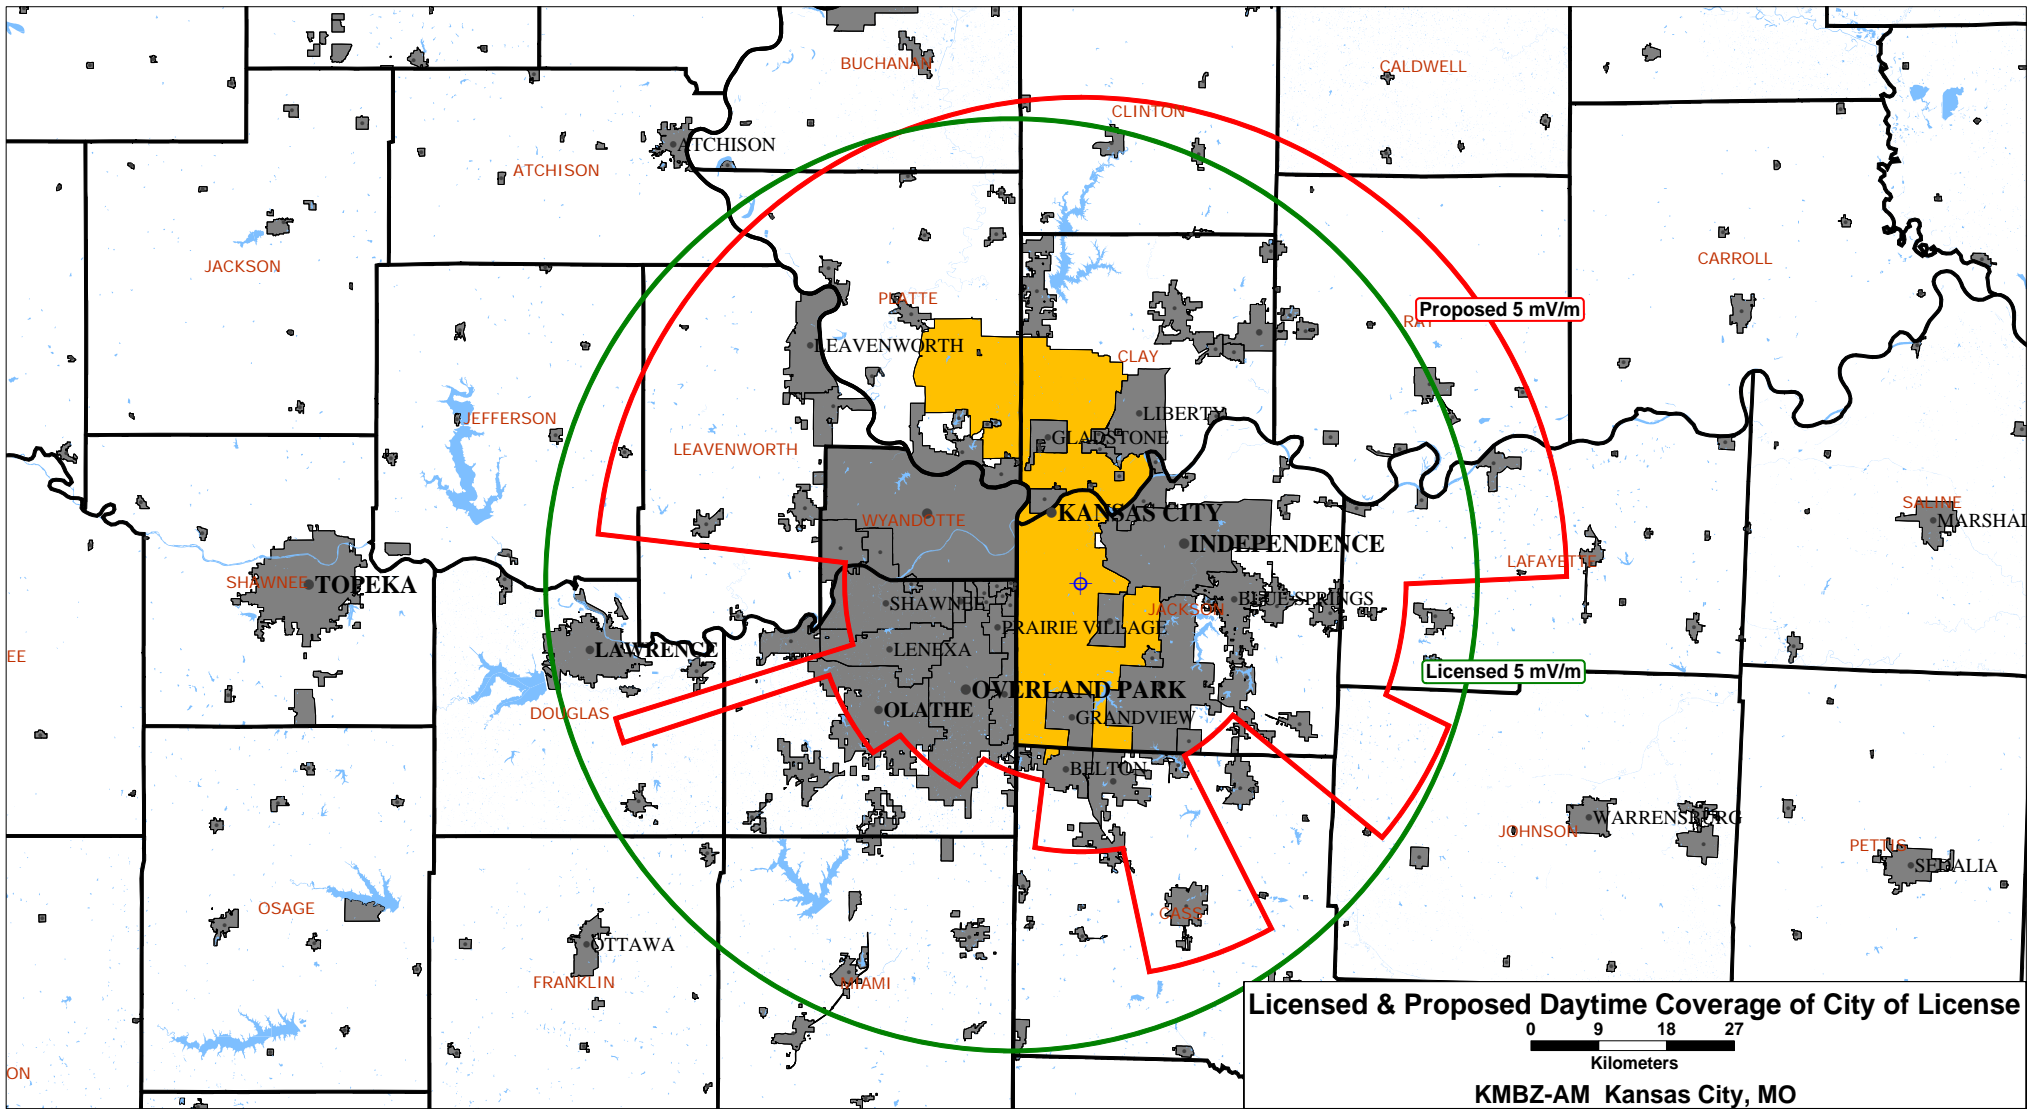 BUCHANAN
CALDWELL
CLINTON
ATCHISON
ATCHISON
JACKSON
CARROLL
PLATTE
Proposed 5 mV/m
RAY
LEAVENWORTH
CLAY
JEFFERSON
LIBERTY
GLADSTONE
LEAVENWORTH
SALINE
WYANDOTTE
KANSAS CITY
MARSHAL
INDEPENDENCE
LAFAYETTE
SHAWNEE
TOPEKA
SHAWNEE
BLUE SPRINGS
JACKSON
PRAIRIE VILLAGE
EE
LAWRENCE
LENEXA
Licensed 5 mV/m
OVERLAND PARK
DOUGLAS
OLATHE
GRANDVIEW
BELTON
WARRENSBURG
JOHNSON
PETTIS
SEDALIA
OSAGE
CASS
OTTAWA
FRANKLIN
MIAMI
ON
Licensed & Proposed Daytime Coverage of City of License
0 9 18 27
Kilometers
KMBZ-AM Kansas City, MO